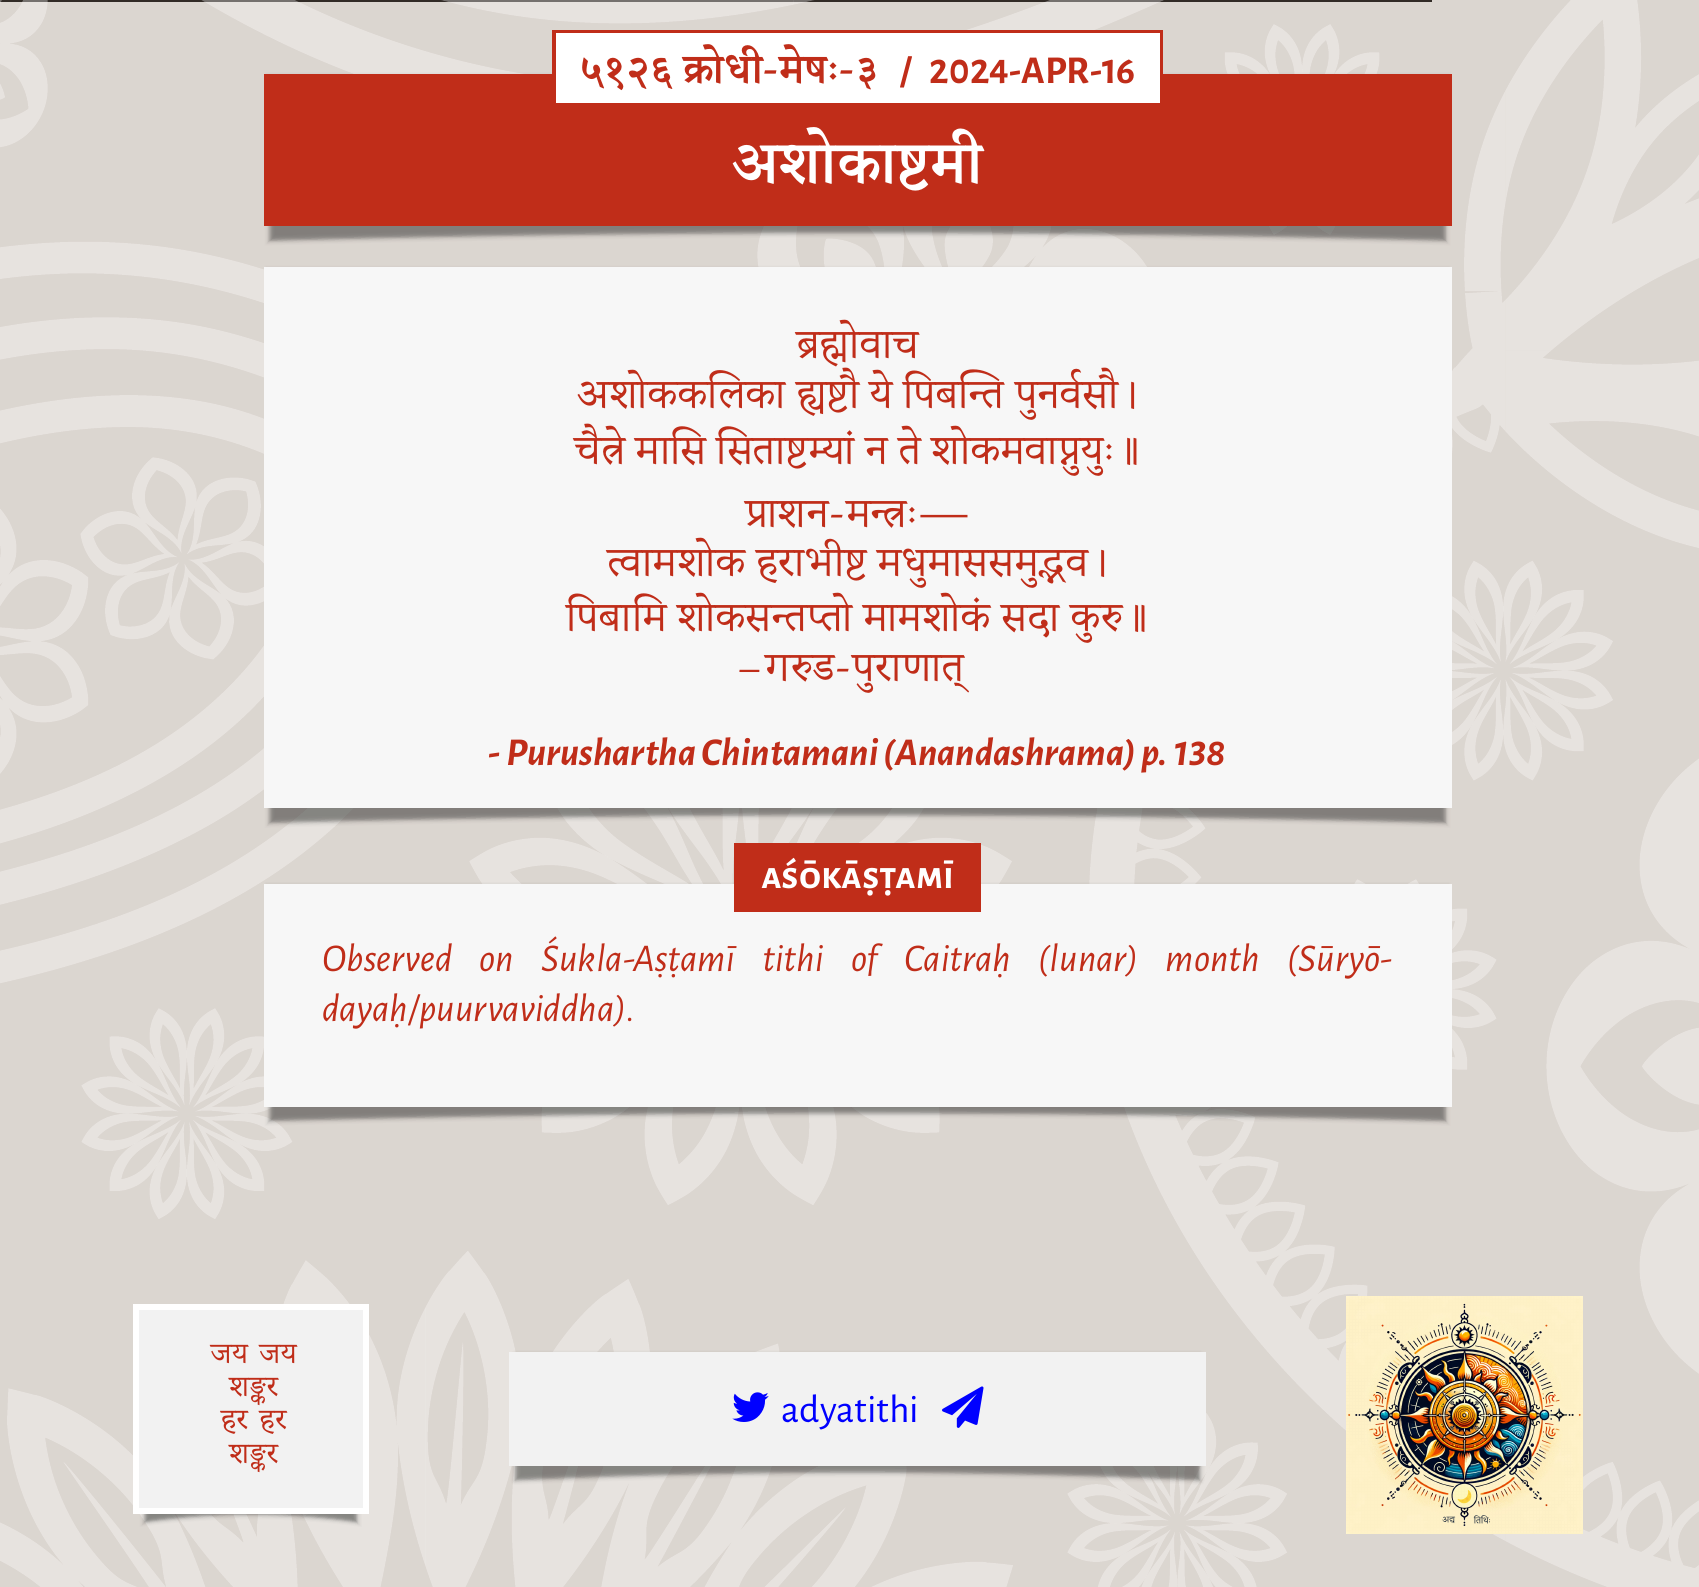 ५१२६ क्रोधी-मेषः-३ / 2024-APR-16
अशोकाष्टमी
ब्रह्मोवाच
अशोककलिका ह्यष्टौ ये पिबन्ति पुनर्वसौ।
चैत्रे मासि सिताष्टम्यां न ते शोकमवाप्नुयुः॥
प्राशन-मन्त्रः—
त्वामशोक हराभीष्ट मधुमाससमुद्भव।
पिबामि शोकसन्तप्तो मामशोकं सदा कुरु॥
–गरुड-पुराणात्
- Purushartha Chintamani (Anandashrama) p. 138
AŚŌKĀṢṬAMĪ
Observed on Śukla-Aṣṭamī tithi of Caitraḥ (lunar) month (Sūryō-
dayaḥ/puurvaviddha).
जय जय
शङ्कर
हर हर
शङ्कर
adyatithi
अद्य तिथिः